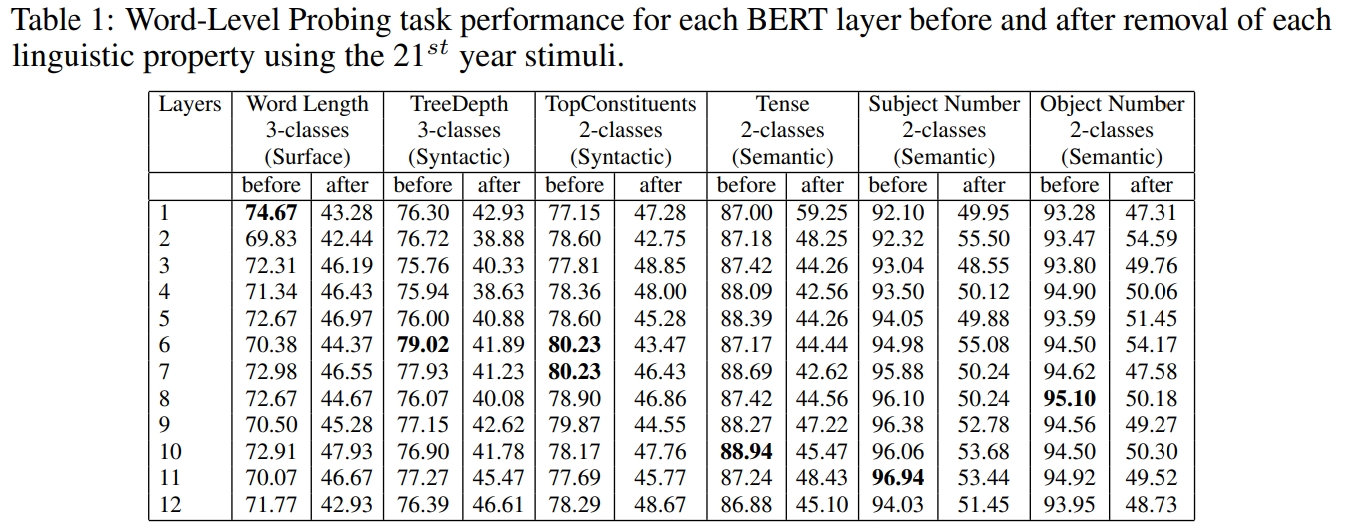 Table 1: Word-Level Probing task performance for each BERT layer before and after removal of each
linguistic property using the 21st year stimuli.
Layers Word Length TreeDepth TopConstituents Tense Subject Number Object Number
3-classes 3-classes 2-classes 2-classes 2-classes 2-classes
(Surface) (Syntactic) (Syntactic) (Semantic) (Semantic) (Semantic)
before after before after before after before after before after before after
1 74.67 43.28 76.30 42.93 77.15 47.28 87.00 59.25 92.10 49.95 93.28 47.31
2 69.83 42.44 76.72 38.88 78.60 42.75 87.18 48.25 92.32 55.50 93.47 54.59
3 72.31 46.19 75.76 40.33 77.81 48.85 87.42 44.26 93.04 48.55 93.80 49.76
4 71.34 46.43 75.94 38.63 78.36 48.00 88.09 42.56 93.50 50.12 94.90 50.06
5 72.67 46.97 76.00 40.88 78.60 45.28 88.39 44.26 94.05 49.88 93.59 51.45
6 70.38 44.37 79.02 41.89 80.23 43.47 87.17 44.44 94.98 55.08 94.50 54.17
7 72.98 46.55 77.93 41.23 80.23 46.43 88.69 42.62 95.88 50.24 94.62 47.58
8 72.67 44.67 76.07 40.08 78.90 46.86 87.42 44.56 96.10 50.24 95.10 50.18
9 70.50 45.28 77.15 42.62 79.87 44.55 88.27 47.22 96.38 52.78 94.56 49.27
10 72.91 47.93 76.90 41.78 78.17 47.76 88.94 45.47 96.06 53.68 94.50 50.30
11 70.07 46.67 77.27 45.47 77.69 45.77 87.24 48.43 96.94 53.44 94.92 49.52
12 71.77 42.93 76.39 46.61 78.29 48.67 86.88 45.10 94.03 51.45 93.95 48.73